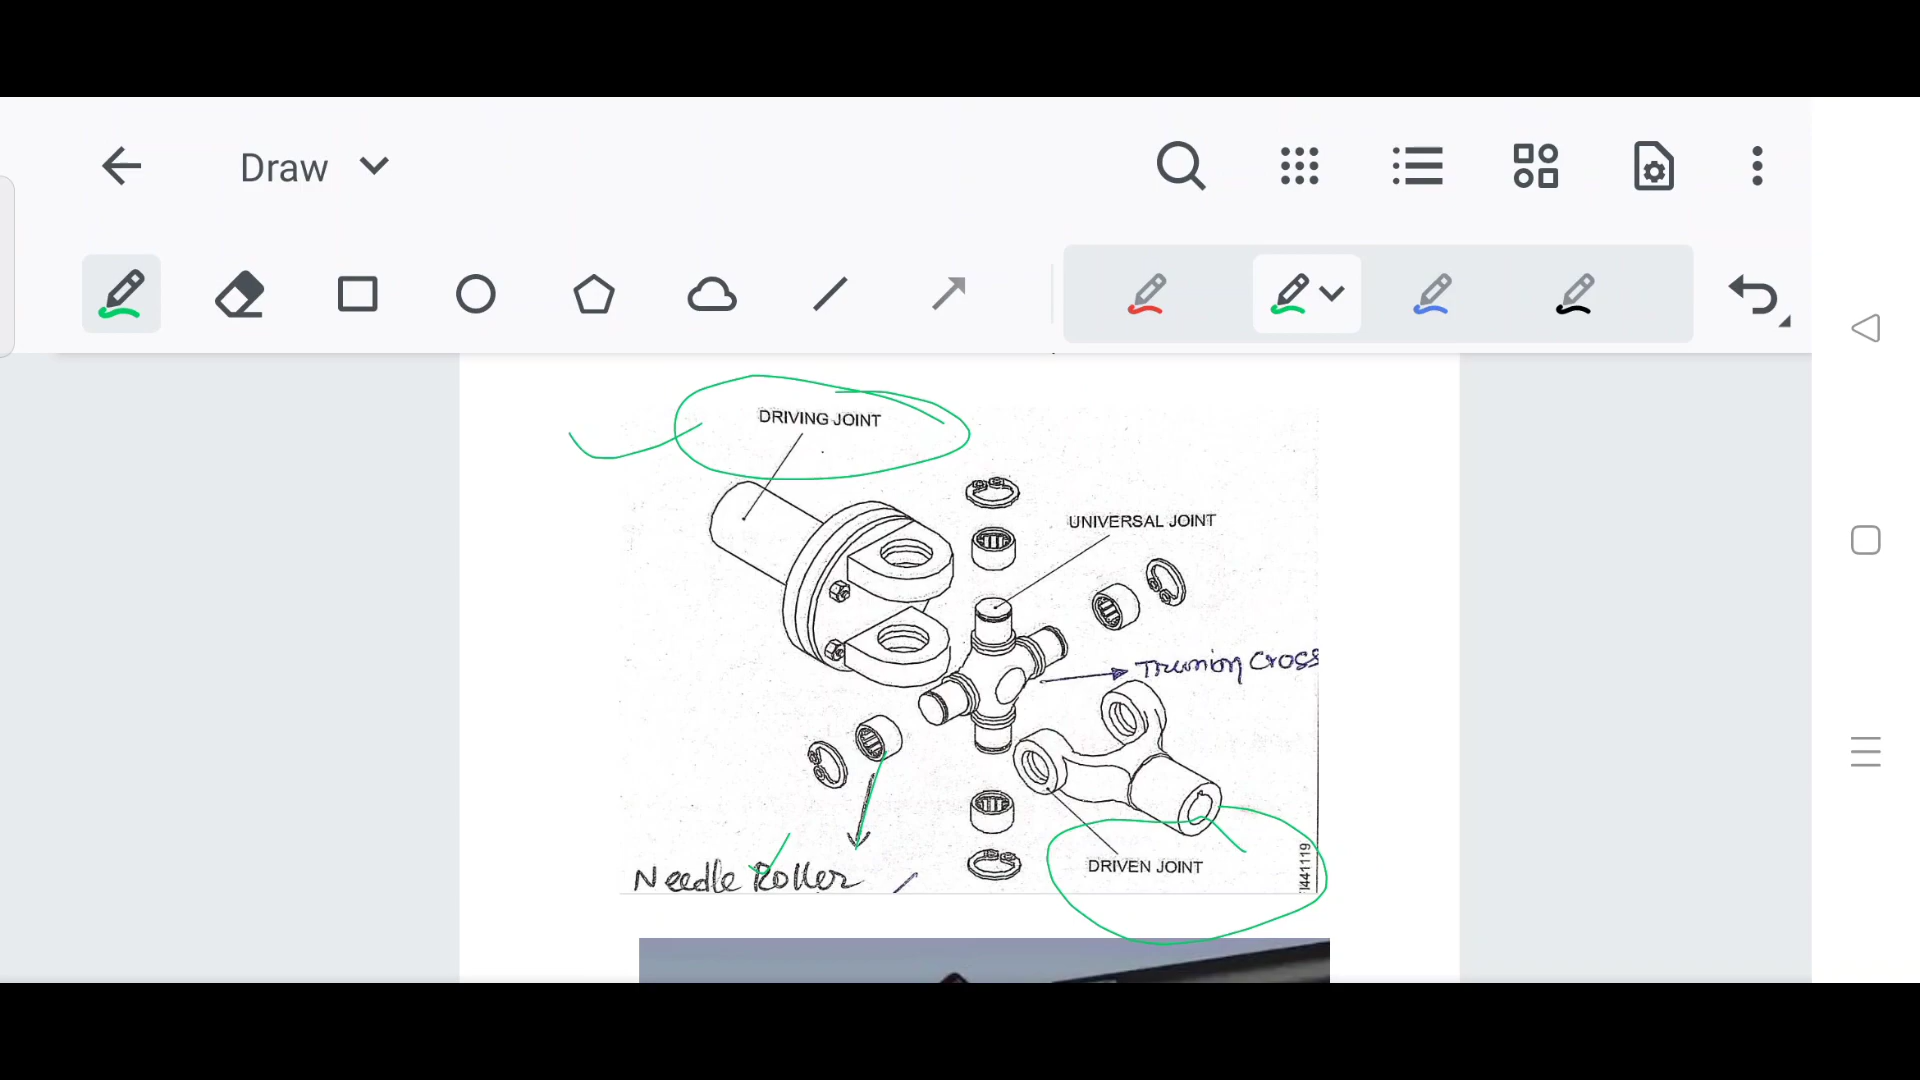 Draw
DRIVING JOINT
UNIVERSAL JOINT
Trunion Cross
DRIVEN JOINT
Needle Roller
1441119